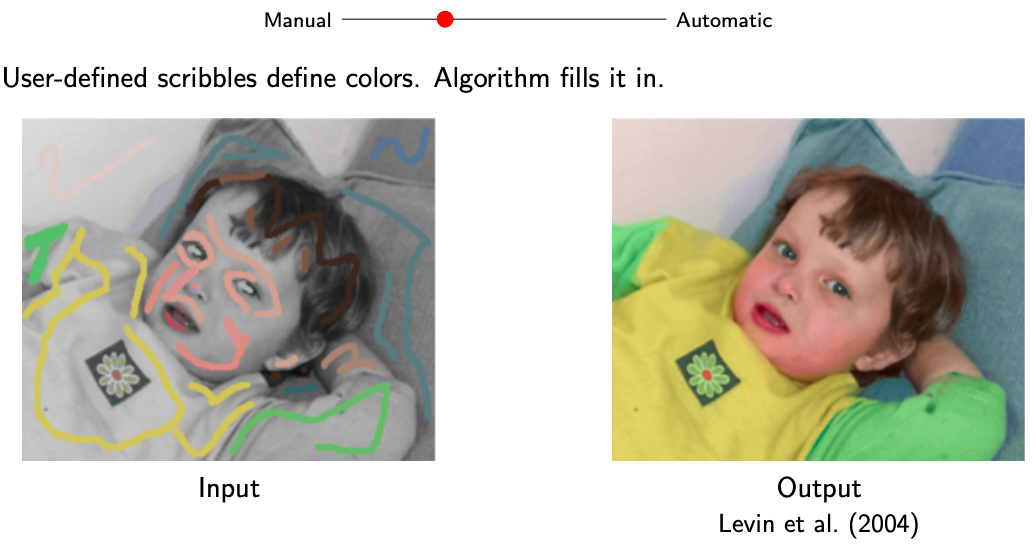 Manual Automatic
User-defined scribbles define colors. Algorithm fills it in.
Input Output
Levin et al. (2004)